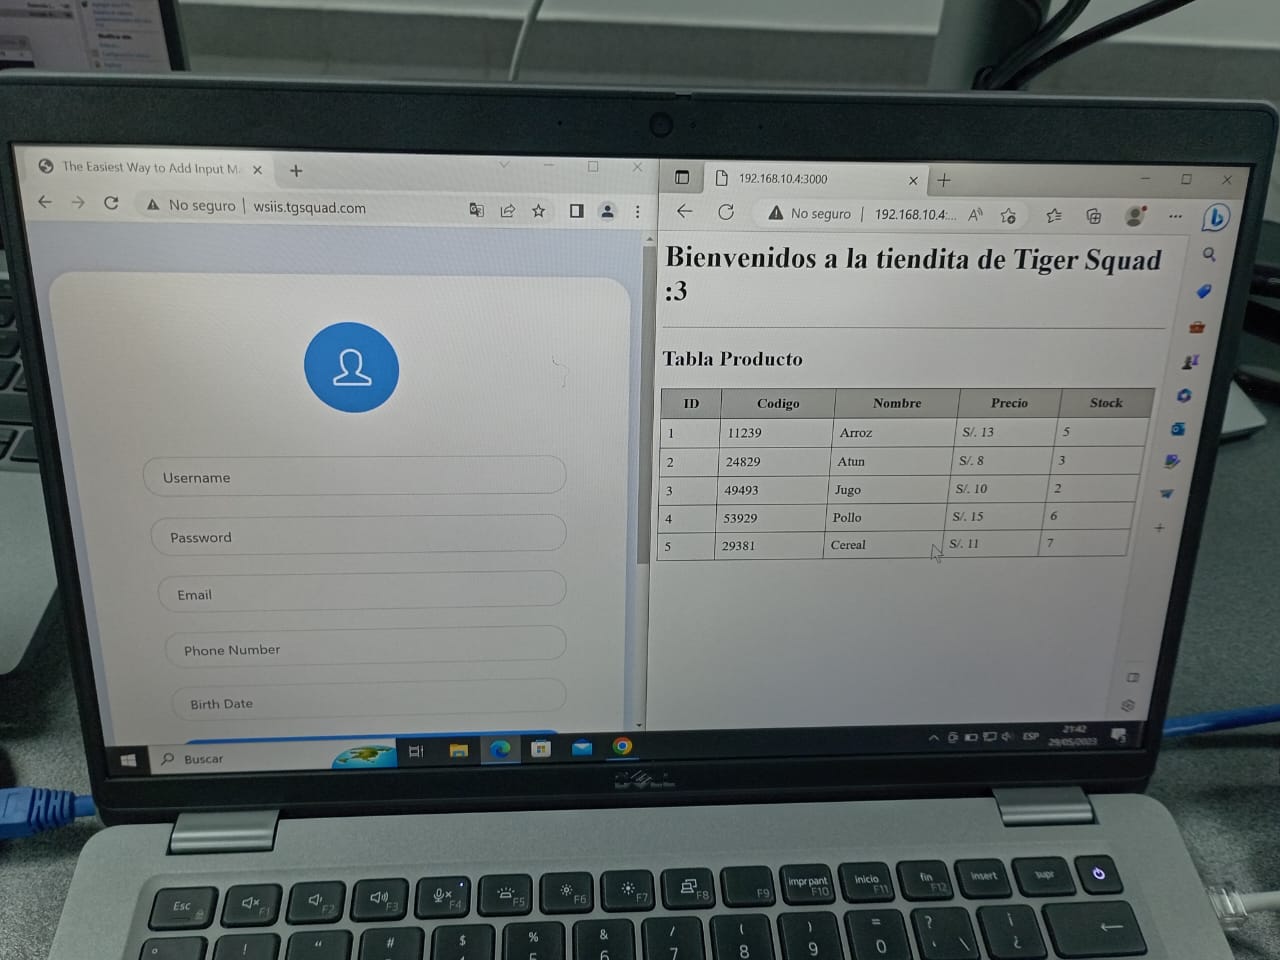 The Easiest Way to Add Input M
No seguro
wsiis.tgsquad.com
Username
Password
Email
Phone Number
Birth Date
192.168.10.4:3000
No seguro
192.168.10.4:...
Bienvenidos a la tiendita de Tiger Squad
:3
Tabla Producto
ID Codigo Nombre Precio Stock
1 11239 Arroz S/. 13 5
2 24829 Atun S/. 8 3
3 49493 Jugo S/. 10 2
4 53929 Pollo S/. 15 6
5 29381 Cereal S/. 11 7
Buscar
ESP
21:42
29/05/2023
Esc F1 F2 F3 F4 F5 F6 F7 F8 F9 impr pant F10 inicio F11 fin F12 insert supr
! " # $ % & / ( ) = ? ¡
5 6 7 8 9 0 ' \ ¿